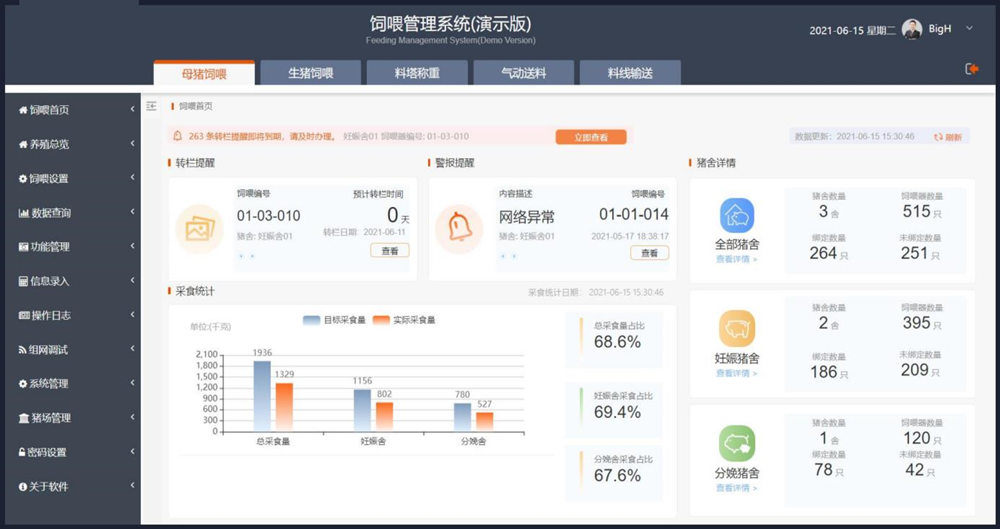 饲喂管理系统(演示版)
Feeding Management System(Demo Version)
2021-06-15 星期二 BigH
母猪饲喂 生猪饲喂 料塔称重 气动送料 料线输送
饲喂首页
养殖总览
饲喂设置
数据查询
功能管理
信息录入
操作日志
组网调试
系统管理
猪场管理
密码设置
关于软件
饲喂首页
263 条转栏提醒即将到期，请及时办理。 妊娠舍01 饲喂器编号: 01-03-010 立即查看
数据更新: 2021-06-15 15:30:46 刷新
转栏提醒
饲喂编号 预计转栏时间
01-03-010 0 天
猪舍: 妊娠舍01 转栏日期: 2021-06-11
查看
警报提醒
内容描述 饲喂编号
网络异常 01-01-014
猪舍: 妊娠舍01 2021-05-17 18:38:17
查看
采食统计 采食统计日期: 2021-06-15 15:30:46
单位:(千克) 目标采食量 实际采食量
2,100
1,800
1,500
1,200
900
600
300
0
1936 1329 1156 802 780 527
总采食量 妊娠舍 分娩舍
总采食量占比
68.6%
妊娠舍采食占比
69.4%
分娩舍采食占比
67.6%
猪舍详情
全部猪舍
查看详情 >
猪舍数量 饲喂器数量
3 舍 515 只
绑定数量 未绑定数量
264 只 251 只
妊娠猪舍
查看详情 >
猪舍数量 饲喂器数量
2 舍 395 只
绑定数量 未绑定数量
186 只 209 只
分娩猪舍
查看详情 >
猪舍数量 饲喂器数量
1 舍 120 只
绑定数量 未绑定数量
78 只 42 只